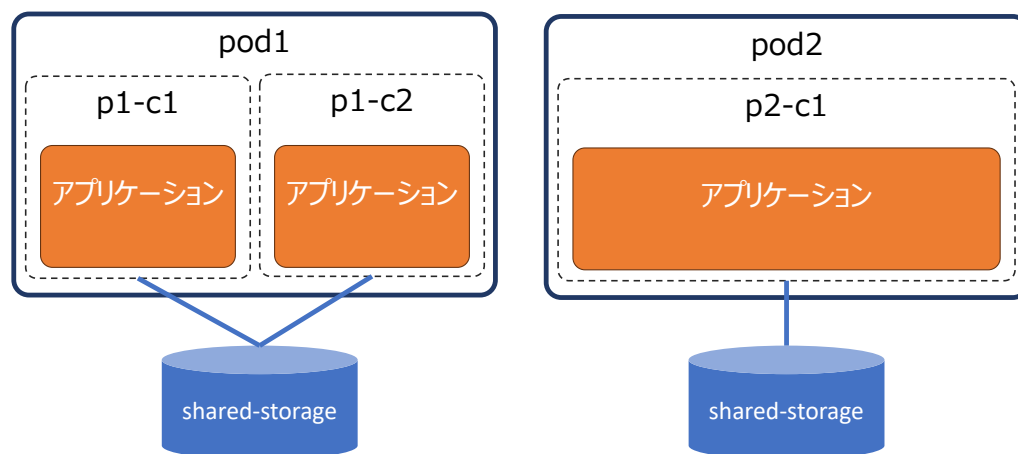 pod1
p1-c1
p1-c2
アプリケーション
アプリケーション
shared-storage
pod2
p2-c1
アプリケーション
shared-storage